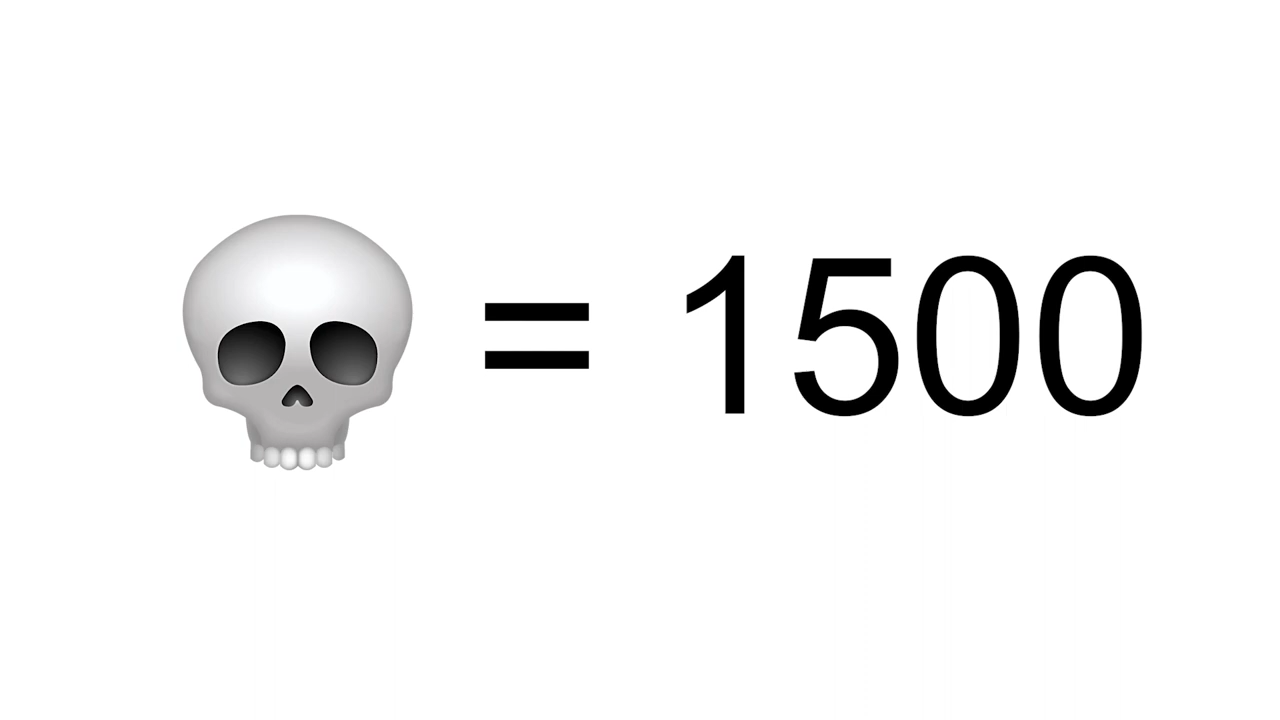 💀 = 1500